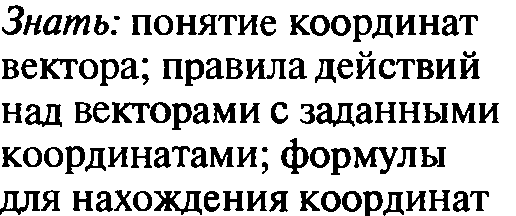 Знать: понятие координат
вектора; правила действий
над векторами с заданными
координатами; формулы
для нахождения координат